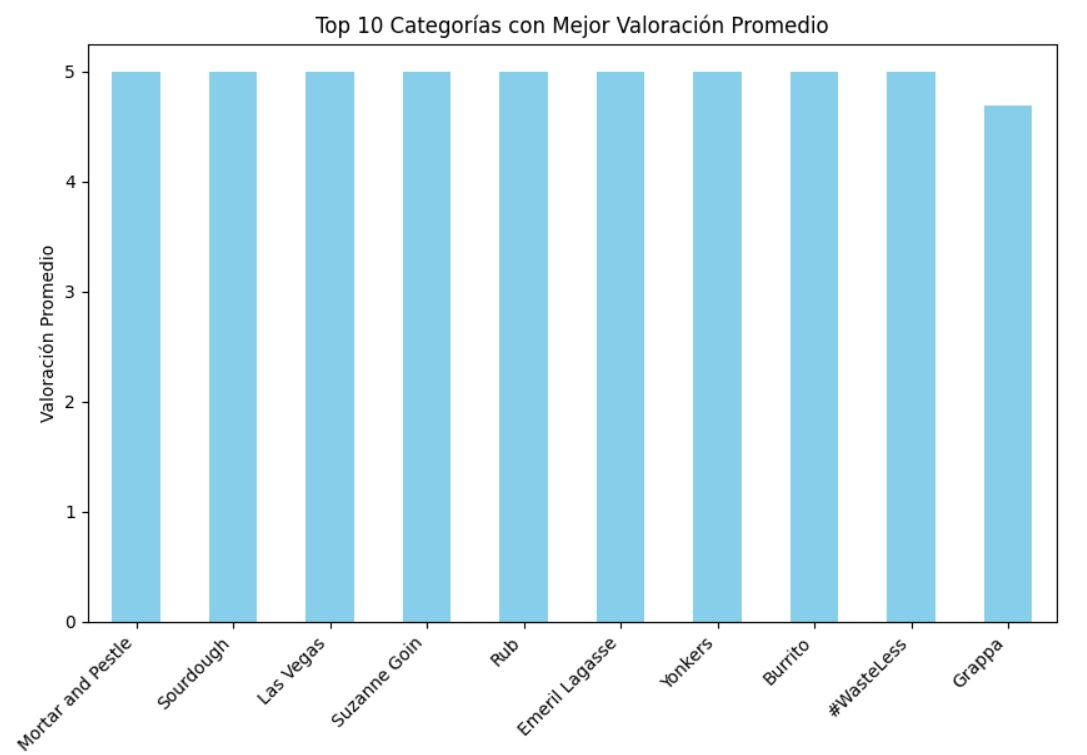 Top 10 Categorías con Mejor Valoración Promedio
Valoración Promedio
5
4
3
2
1
0
Mortar and Pestle
Sourdough
Las Vegas
Suzanne Goin
Rub
Emeril Lagasse
Yonkers
Burrito
#WasteLess
Grappa